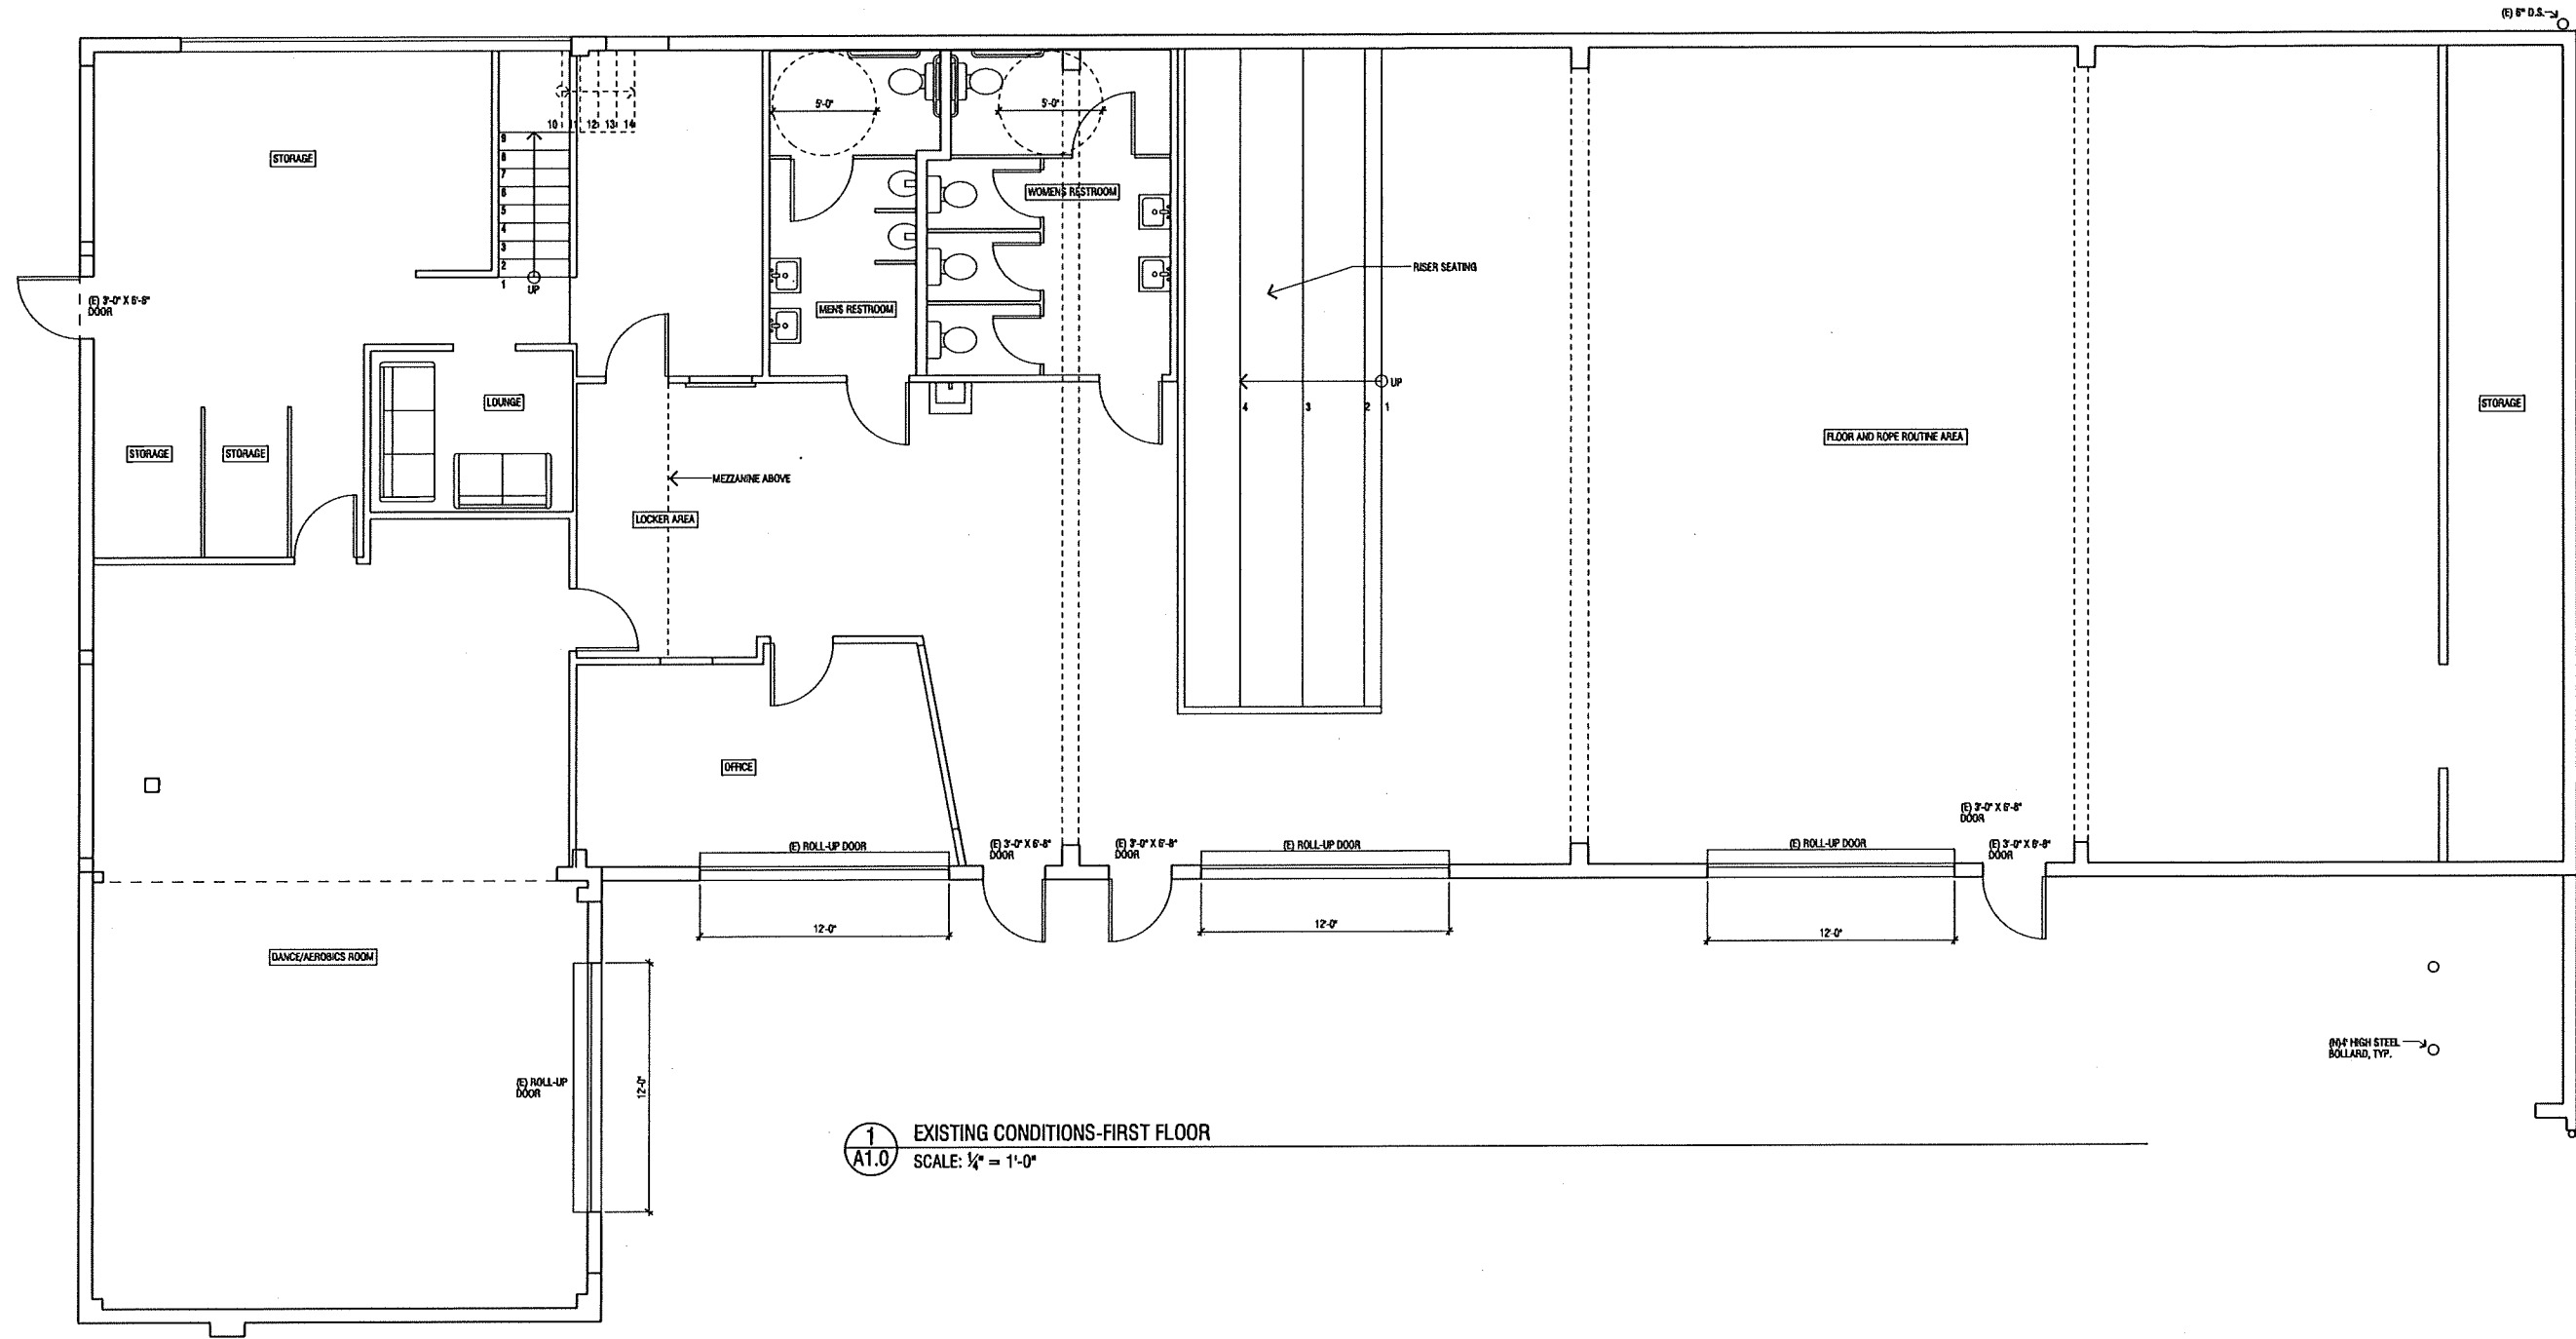 (E) 6" D.S.
5'-0"
5'-0"
10 11 12 13 14
9
8
7
6
5
4
3
2
1
UP
STORAGE
WOMENS RESTROOM
RISER SEATING
(E) 3'-0" X 6'-8"
DOOR
MENS RESTROOM
UP
4 3 2 1
LOUNGE
STORAGE
FLOOR AND ROPE ROUTINE AREA
STORAGE
STORAGE
MEZZANINE ABOVE
LOCKER AREA
OFFICE
(E) 3'-0" X 6'-8"
DOOR
(E) ROLL-UP DOOR
(E) 3'-0" X 6'-8"
DOOR
(E) 3'-0" X 6'-8"
DOOR
(E) ROLL-UP DOOR
(E) ROLL-UP DOOR
(E) 3'-0" X 6'-8"
DOOR
12'-0"
12'-0"
12'-0"
DANCE/AEROBICS ROOM
(E) ROLL-UP
DOOR
12'-0"
(N)4' HIGH STEEL
BOLLARD, TYP.
1
A1.0
EXISTING CONDITIONS-FIRST FLOOR
SCALE: ¼" = 1'-0"